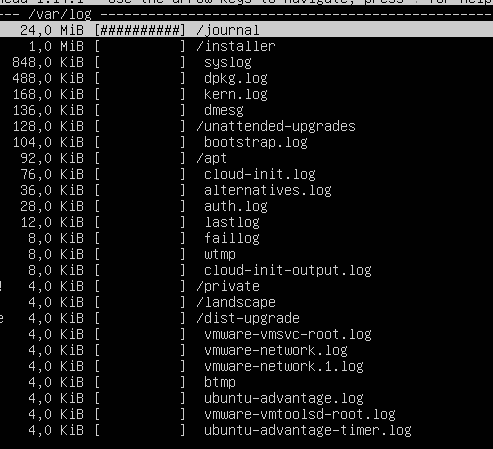 Use the arrow keys to navigate, press ? for help
--- /var/log ---
24,0 MiB [##########] /journal
1,0 MiB [          ] /installer
848,0 KiB [          ]  syslog
488,0 KiB [          ]  dpkg.log
168,0 KiB [          ]  kern.log
136,0 KiB [          ]  dmesg
128,0 KiB [          ] /unattended-upgrades
104,0 KiB [          ]  bootstrap.log
92,0 KiB [          ] /apt
76,0 KiB [          ]  cloud-init.log
36,0 KiB [          ]  alternatives.log
28,0 KiB [          ]  auth.log
12,0 KiB [          ]  lastlog
8,0 KiB [          ]  faillog
8,0 KiB [          ]  wtmp
8,0 KiB [          ]  cloud-init-output.log
! 4,0 KiB [          ] /private
4,0 KiB [          ] /landscape
e 4,0 KiB [          ] /dist-upgrade
4,0 KiB [          ]  vmware-vmsvc-root.log
4,0 KiB [          ]  vmware-network.log
4,0 KiB [          ]  vmware-network.1.log
4,0 KiB [          ]  btmp
4,0 KiB [          ]  ubuntu-advantage.log
4,0 KiB [          ]  vmware-vmtoolsd-root.log
4,0 KiB [          ]  ubuntu-advantage-timer.log